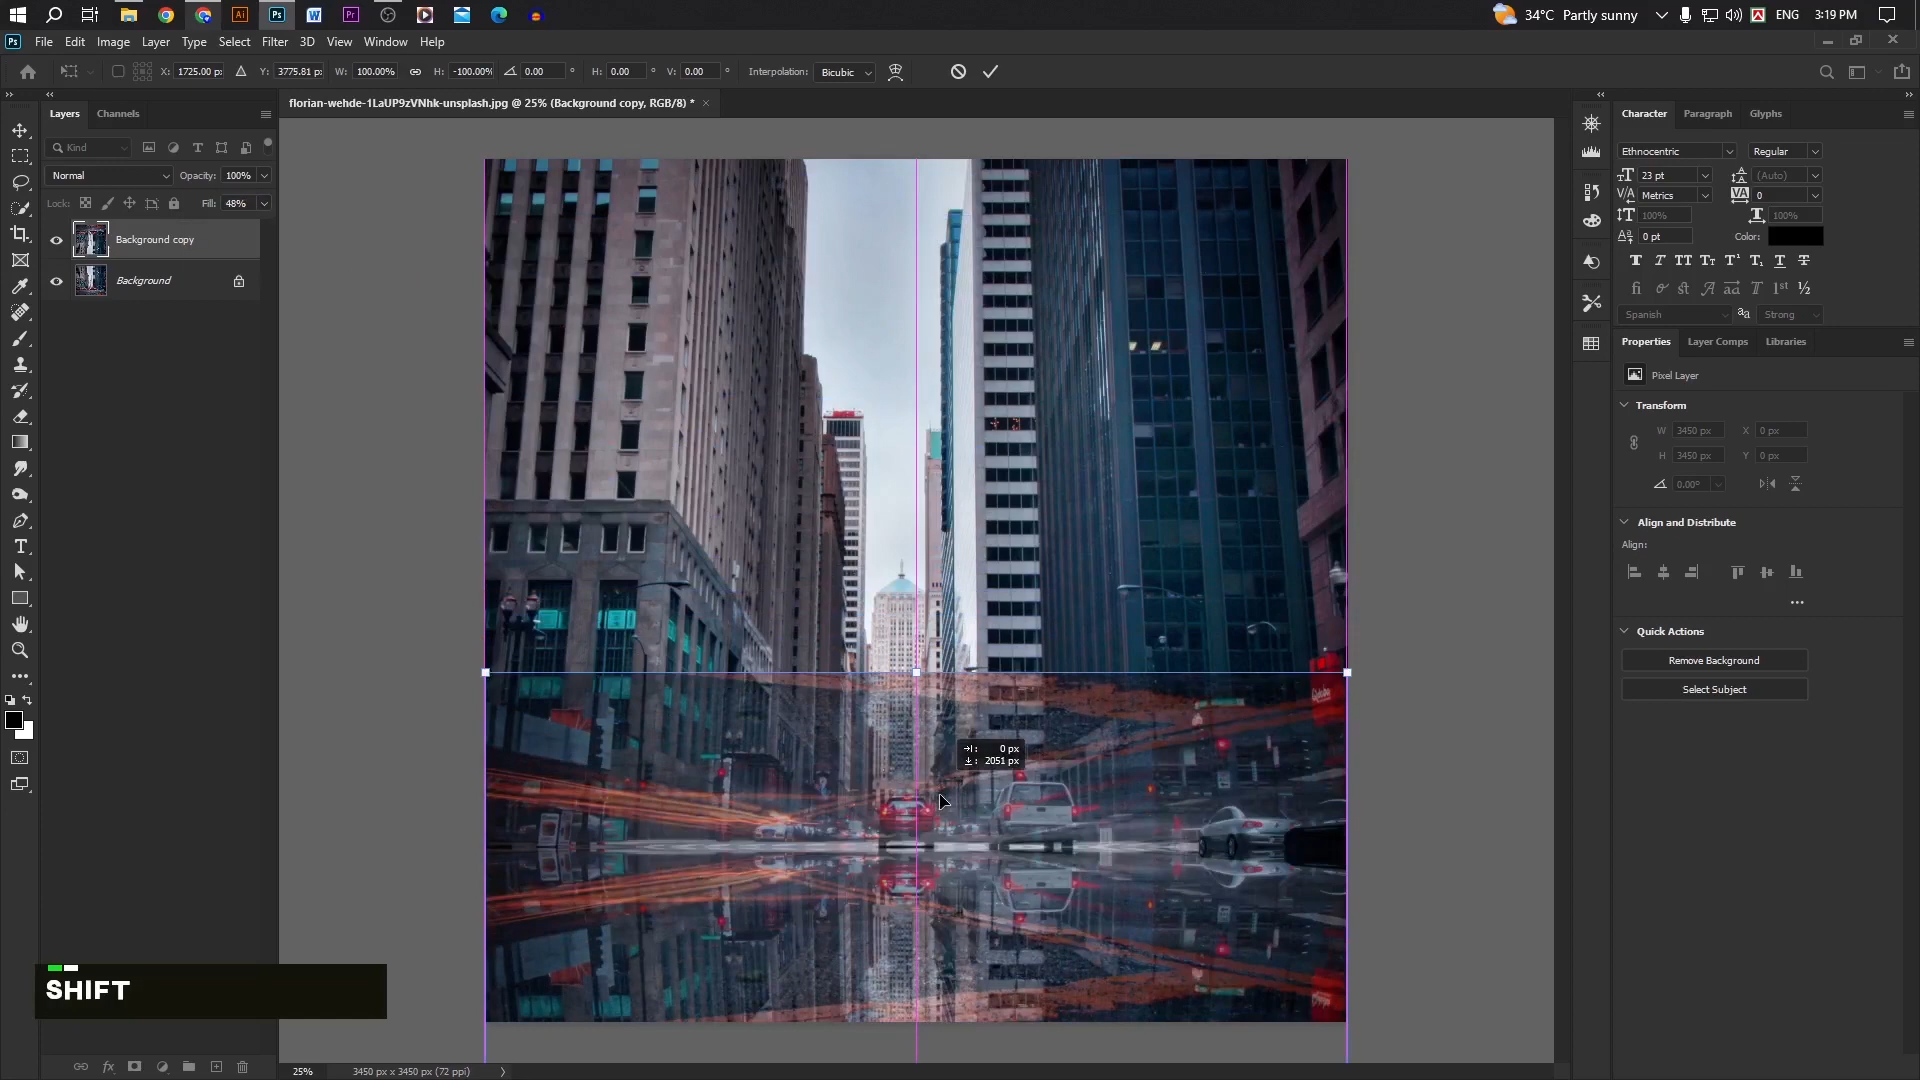 34°C Partly sunny
ENG
3:19 PM
Ps File Edit Image Layer Type Select Filter 3D View Window Help
X: 1725.00 px Y: 3775.81 px W: 100.00% H: -100.00% 0.00 ° H: 0.00 ° V: 0.00 ° Interpolation: Bicubic
Layers Channels
florian-wehde-1LaUP9zVNhk-unsplash.jpg @ 25% (Background copy, RGB/8) *
Kind
Normal Opacity: 100%
Lock: Fill: 48%
Background copy
Background
Character Paragraph Glyphs
Ethnocentric Regular
23 pt (Auto)
Metrics 0
100% 100%
0 pt Color:
Spanish Strong
Properties Layer Comps Libraries
Pixel Layer
Transform
W 3450 px X 0 px
H 3450 px Y 0 px
0.00°
Align and Distribute
Align:
Quick Actions
Remove Background
Select Subject
0 px
2051 px
SHIFT
25% 3450 px x 3450 px (72 ppi)